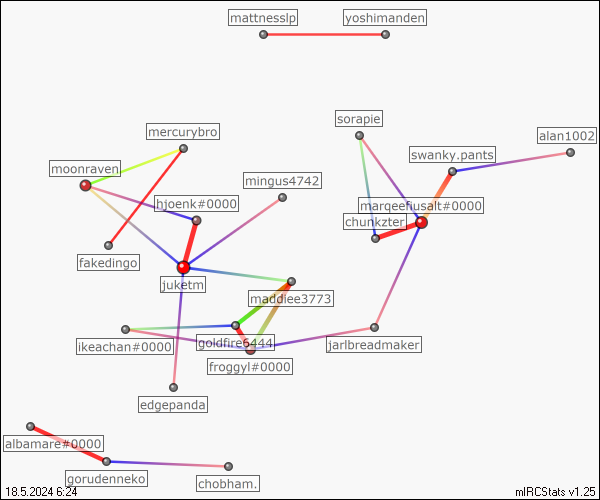 mattnesslp yoshimanden
sorapie
mercurybro alan1002
swanky.pants
moonraven
mingus4742
hjoenk#0000 marqeefusalt#0000
chunkzter
fakedingo
juketm
maddiee3773
ikeachan#0000 goldfire6444 jarlbreadmaker
froggyl#0000
edgepanda
albamare#0000
gorudenneko chobham.
18.5.2024 6:24 mIRCStats v1.25